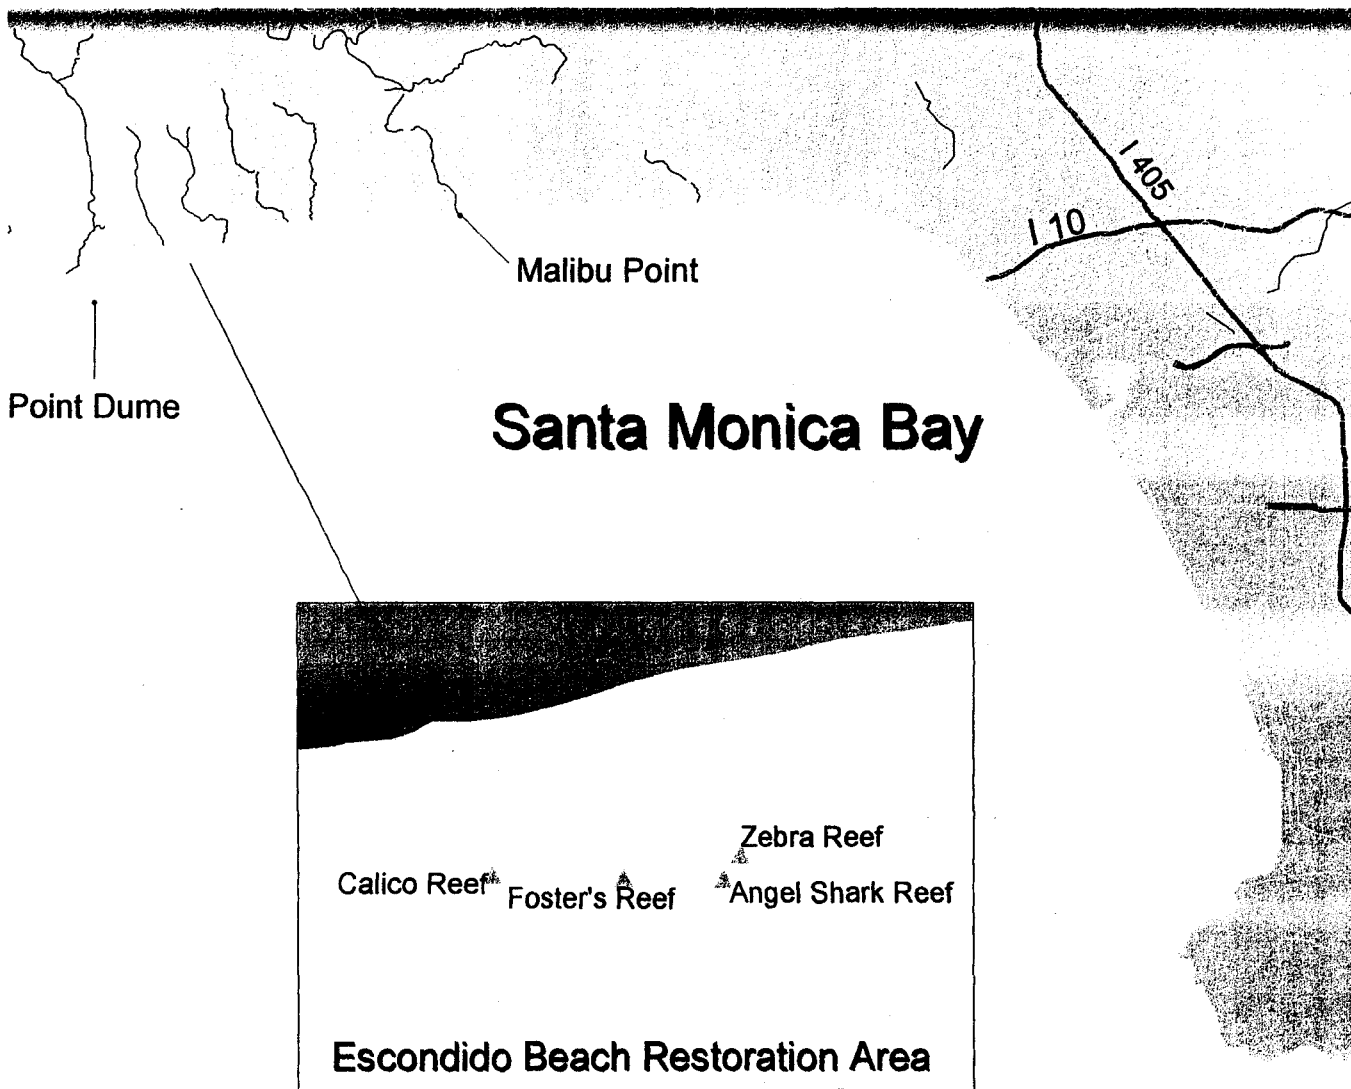 I 405
I 10
Malibu Point
Point Dume
Santa Monica Bay
Zebra Reef
Calico Reef
Foster's Reef
Angel Shark Reef
Escondido Beach Restoration Area